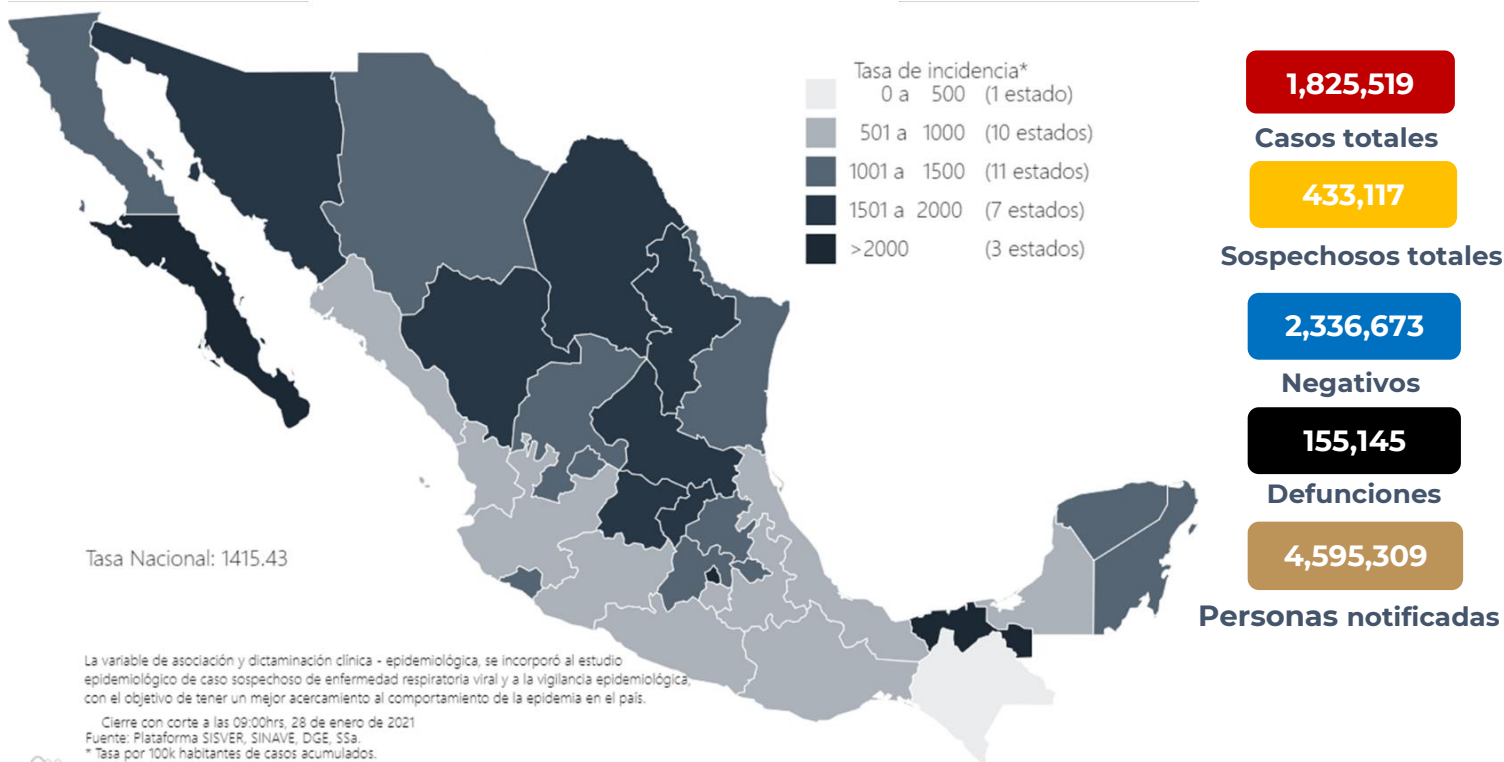 Tasa de incidencia*
0 a 500 (1 estado)
501 a 1000 (10 estados)
1001 a 1500 (11 estados)
1501 a 2000 (7 estados)
>2000 (3 estados)
1,825,519
Casos totales
433,117
Sospechosos totales
2,336,673
Negativos
155,145
Defunciones
4,595,309
Personas notificadas
Tasa Nacional: 1415.43
La variable de asociación y dictaminación clínica - epidemiológica, se incorporó al estudio
epidemiológico de caso sospechoso de enfermedad respiratoria viral y a la vigilancia epidemiológica,
con el objetivo de tener un mejor acercamiento al comportamiento de la epidemia en el país.
Cierre con corte a las 09:00hrs, 28 de enero de 2021
Fuente: Plataforma SISVER, SINAVE, DGE, SSa.
* Tasa por 100k habitantes de casos acumulados.